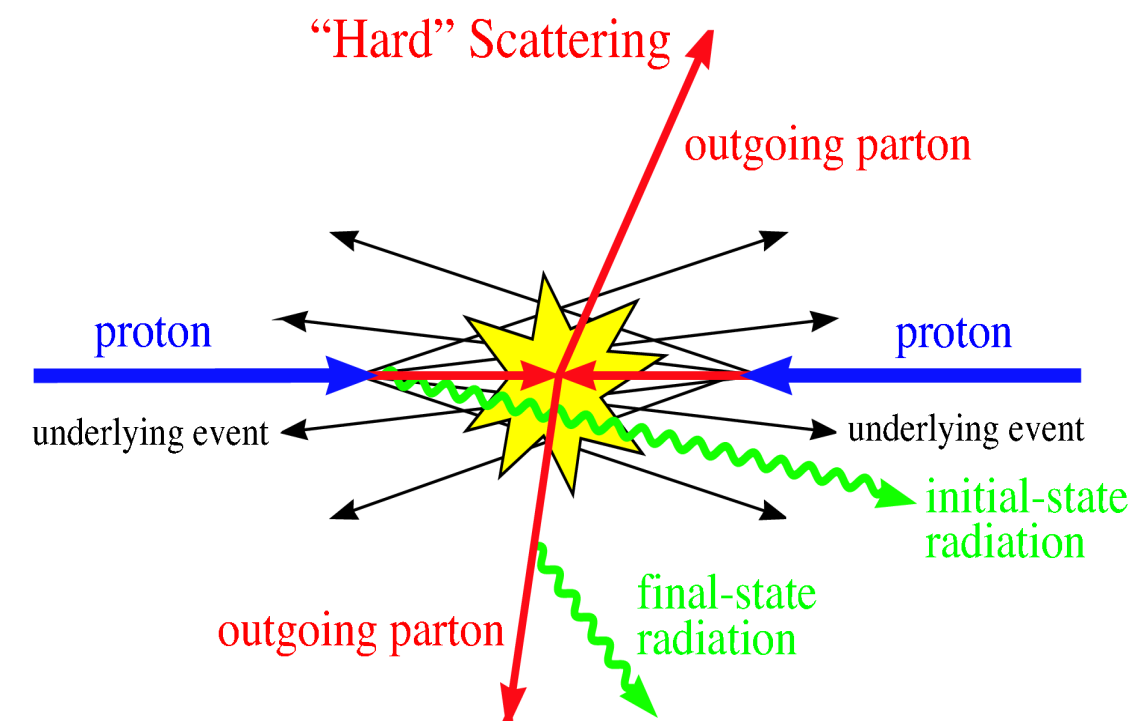 “Hard” Scattering
outgoing parton
proton
proton
underlying event
underlying event
initial-state
radiation
final-state
radiation
outgoing parton